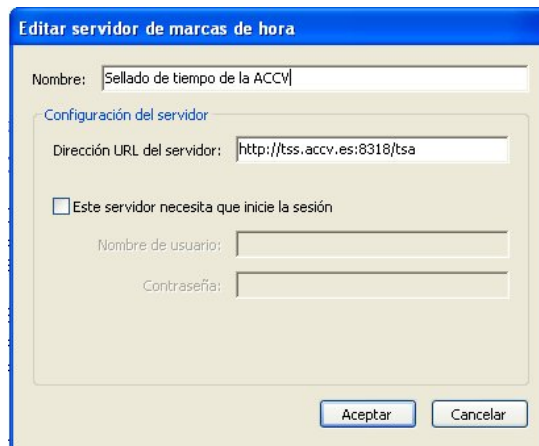 Editar servidor de marcas de hora
Nombre: Sellado de tiempo de la ACCV
Configuración del servidor
Dirección URL del servidor: http://tss.accv.es:8318/tsa
Este servidor necesita que inicie la sesión
Nombre de usuario:
Contraseña:
Aceptar Cancelar